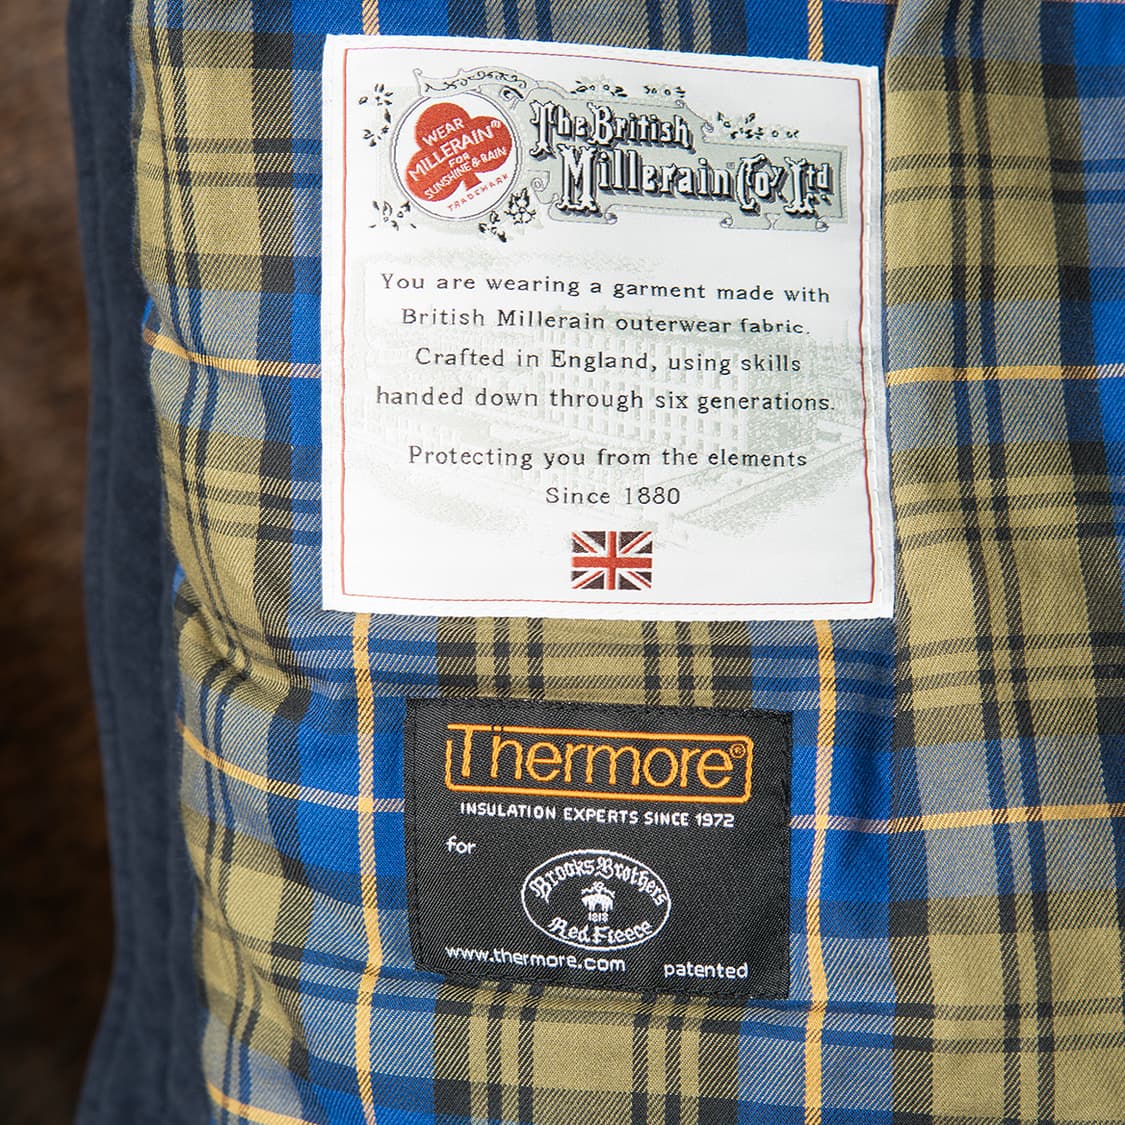 WEAR
MILLERAIN®
FOR
SUNSHINE & RAIN
TRADEMARK
The British
Millerain Coy Ltd
You are wearing a garment made with
British Millerain outerwear fabric.
Crafted in England, using skills
handed down through six generations.
Protecting you from the elements
Since 1880
Thermore®
INSULATION EXPERTS SINCE 1972
for
Brooks Brothers
1818
Red Fleece
www.thermore.com
patented